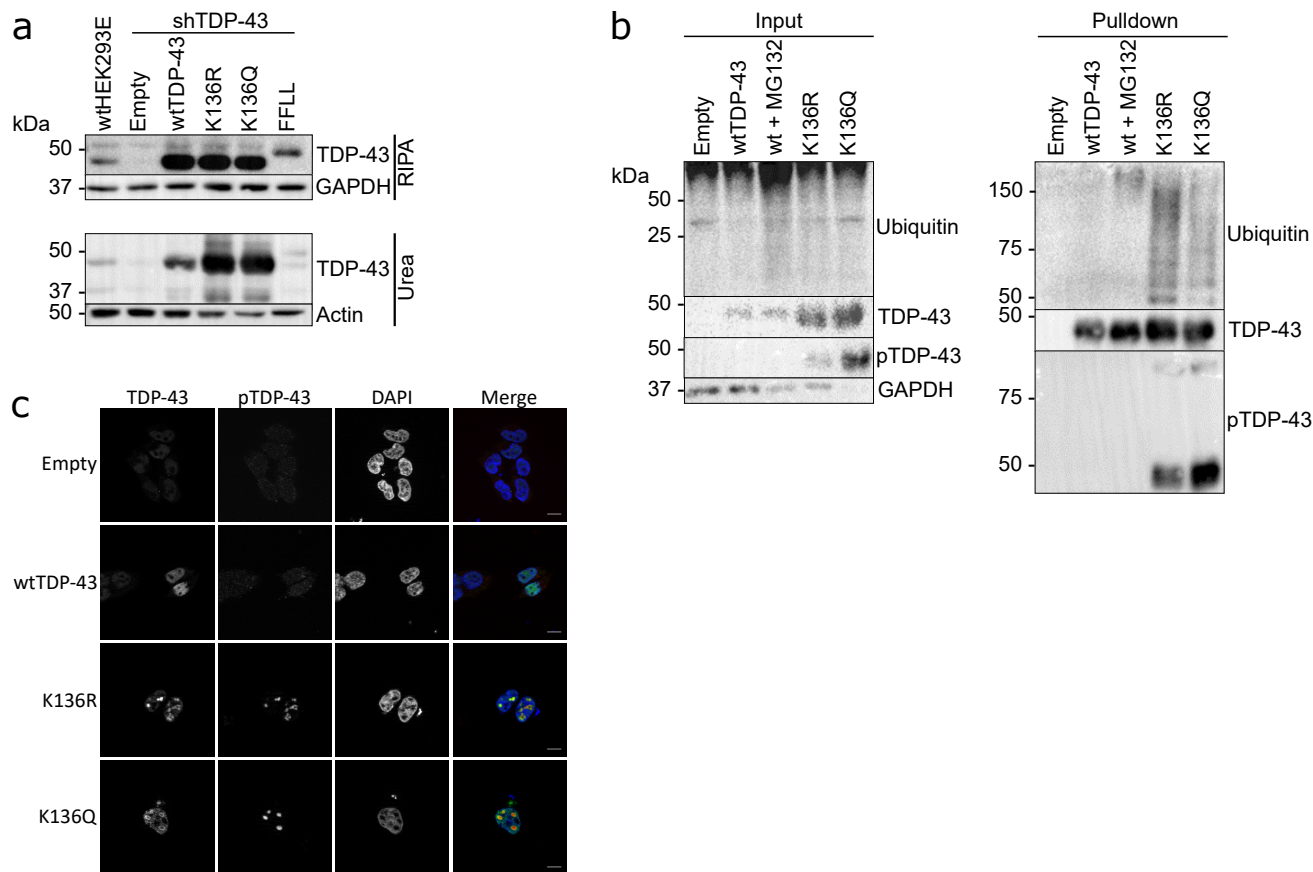 a
shTDP-43
wtHEK293E
Empty
wtTDP-43
K136R
K136Q
FFLL
kDa
50
TDP-43
37
GAPDH
RIPA
50
TDP-43
37
50
Actin
Urea
b
Input
Empty
wtTDP-43
wt + MG132
K136R
K136Q
kDa
50
25
Ubiquitin
50
TDP-43
50
pTDP-43
37
GAPDH
Pulldown
Empty
wtTDP-43
wt + MG132
K136R
K136Q
150
Ubiquitin
75
50
50
TDP-43
75
pTDP-43
50
c
TDP-43 pTDP-43 DAPI Merge
Empty
wtTDP-43
K136R
K136Q